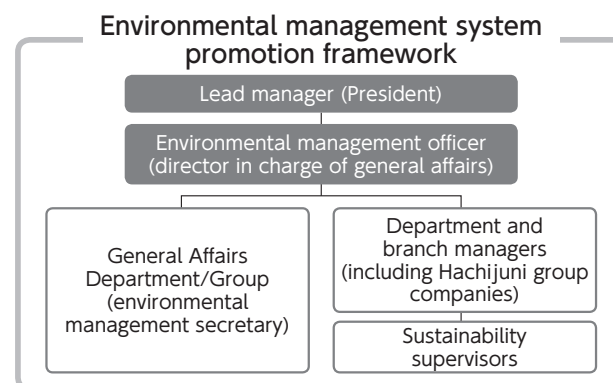 Environmental management system
promotion framework
Lead manager (President)
Environmental management officer
(director in charge of general affairs)
General Affairs
Department/Group
(environmental
management secretary)
Department and
branch managers
(including Hachijuni group
companies)
Sustainability
supervisors